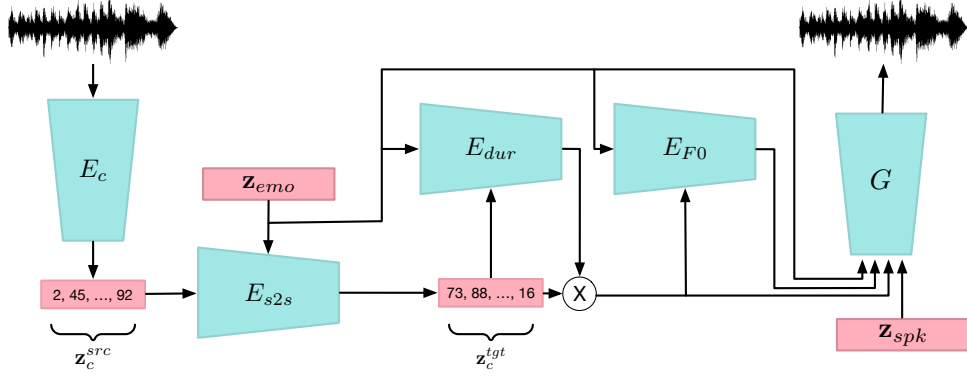 E_c
E_dur
E_F0
G
z_emo
E_s2s
2, 45, ..., 92
73, 88, ..., 16
X
z_spk
z_c^src
z_c^tgt